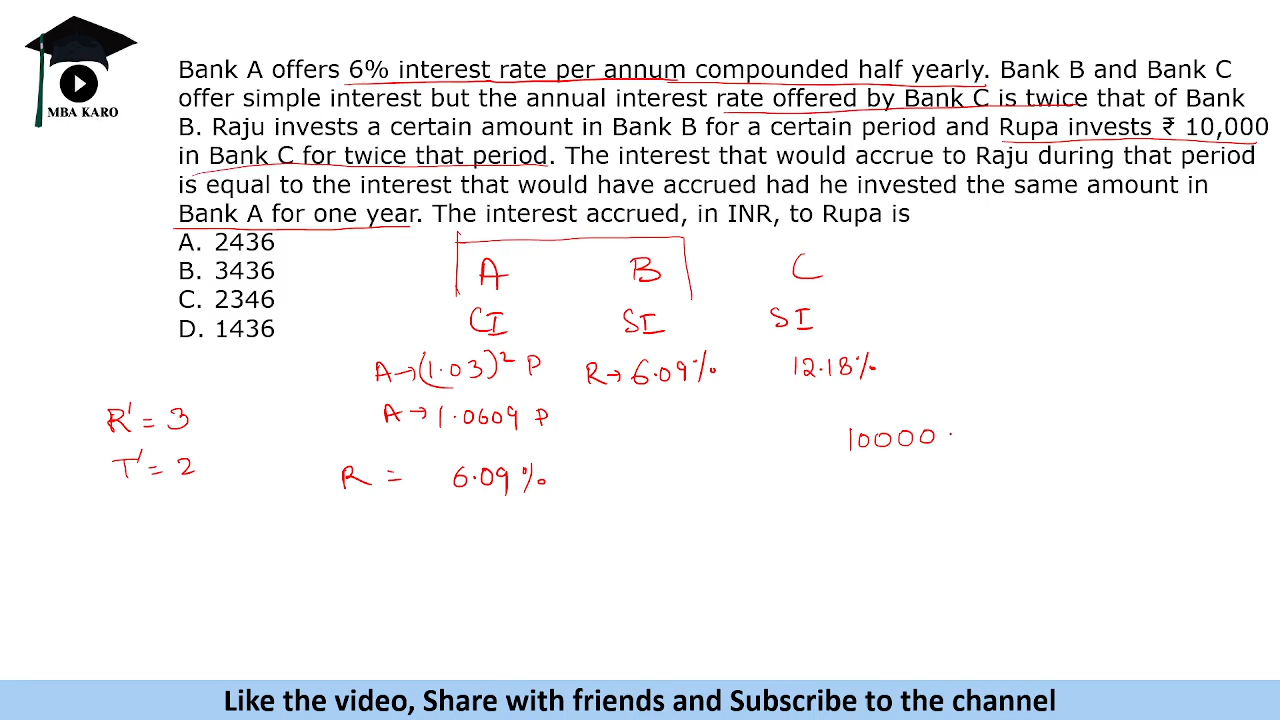 MBA KARO
Bank A offers 6% interest rate per annum compounded half yearly. Bank B and Bank C
offer simple interest but the annual interest rate offered by Bank C is twice that of Bank
B. Raju invests a certain amount in Bank B for a certain period and Rupa invests ₹ 10,000
in Bank C for twice that period. The interest that would accrue to Raju during that period
is equal to the interest that would have accrued had he invested the same amount in
Bank A for one year. The interest accrued, in INR, to Rupa is
A. 2436
B. 3436
C. 2346
D. 1436
A B C
CI SI SI
A→(1.03)² P R→ 6.09% 12.18%
R' = 3 A→ 1.0609 P
10000 ·
T' = 2 R = 6.09%
Like the video, Share with friends and Subscribe to the channel